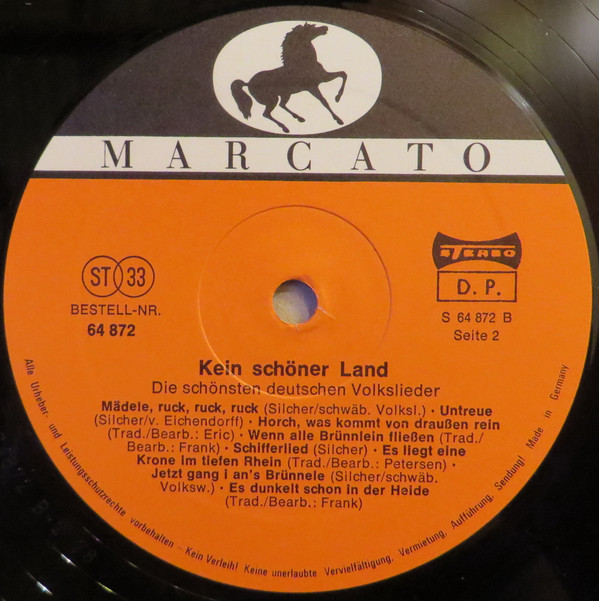 MARCATO
ST 33
BESTELL-NR.
64 872
STEREO
D. P.
S 64 872 B
Seite 2
Kein schöner Land
Die schönsten deutschen Volkslieder
Mädele, ruck, ruck, ruck (Silcher/schwäb. Volksl.) · Untreue
(Silcher/v. Eichendorff) · Horch, was kommt von draußen rein
(Trad./Bearb.: Eric) · Wenn alle Brünnlein fließen (Trad./
Bearb.: Frank) · Schifferlied (Silcher) · Es liegt eine
Krone im tiefen Rhein (Trad./Bearb.: Petersen) ·
Jetzt gang i an's Brünnele (Silcher/schwäb.
Volksw.) · Es dunkelt schon in der Heide
(Trad./Bearb.: Frank)
Alle Urheber- und Leistungsschutzrechte vorbehalten – Kein Verleih! Keine unerlaubte Vervielfältigung, Vermietung, Aufführung, Sendung! Made in Germany